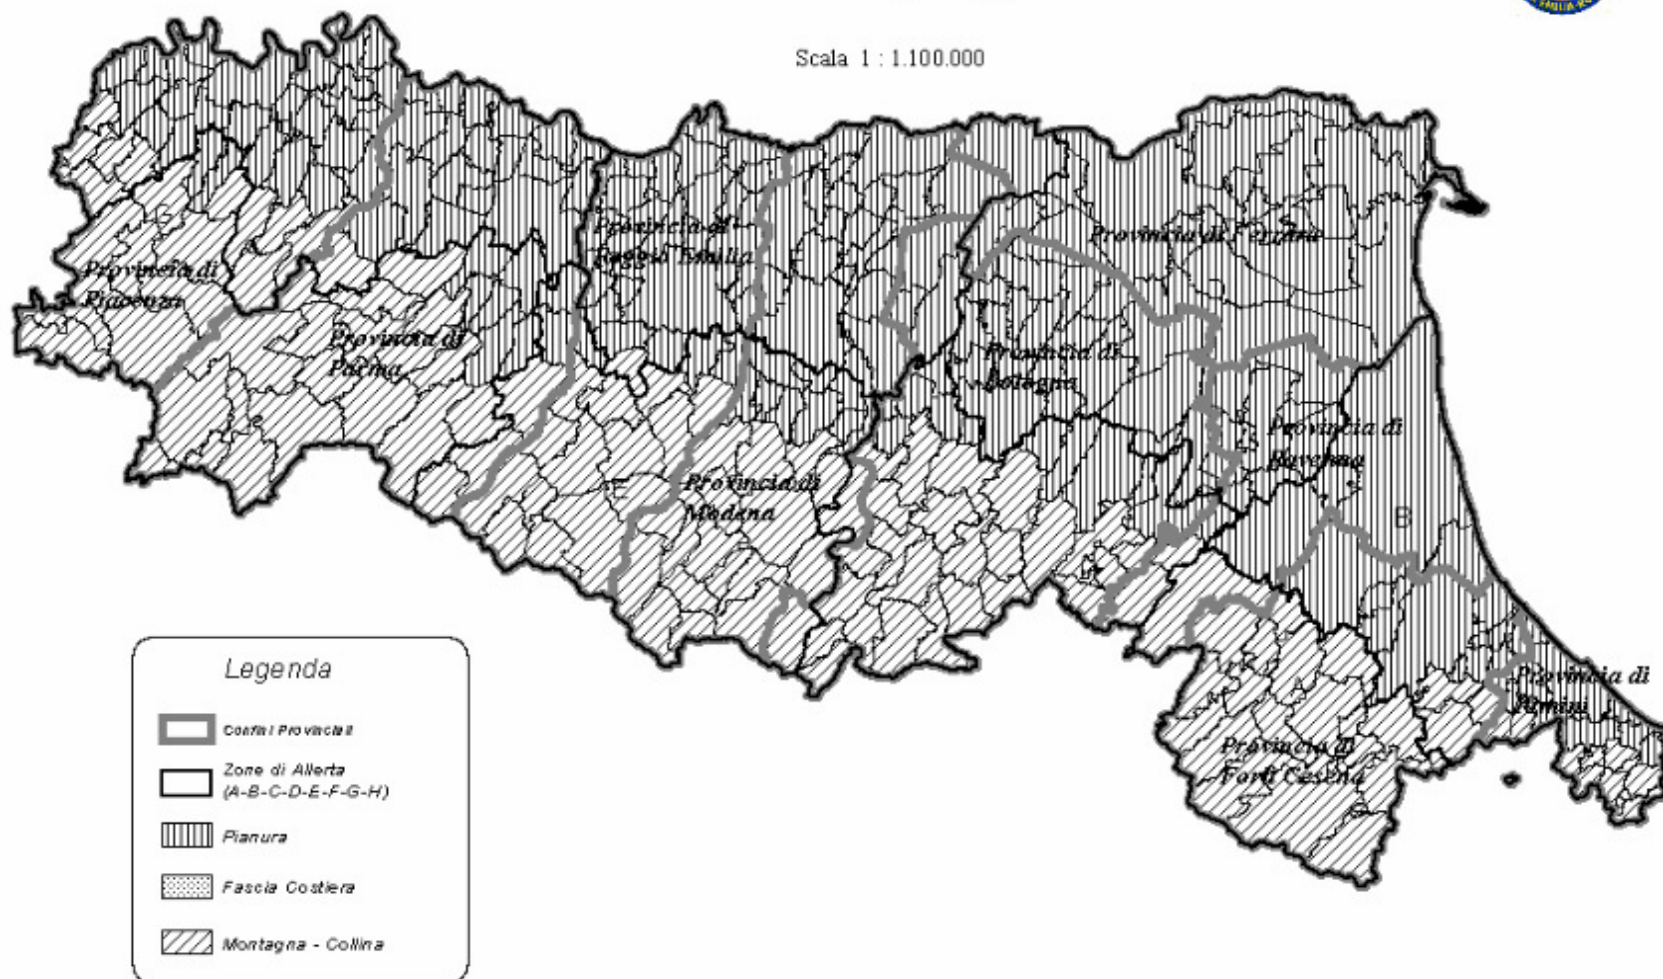 Scala 1 : 1.100.000
Provincia di
Piacenza
Provincia di
Parma
Provincia di
Reggio Emilia
Provincia di
Modena
Provincia di
Bologna
Provincia di Ferrara
Provincia di
Ravenna
B
Provincia di
Forlì Cesena
Provincia di
Rimini
Legenda
Confini Provinciali
Zone di Allerta
(A-B-C-D-E-F-G-H)
Pianura
Fascia Costiera
Montagna - Collina